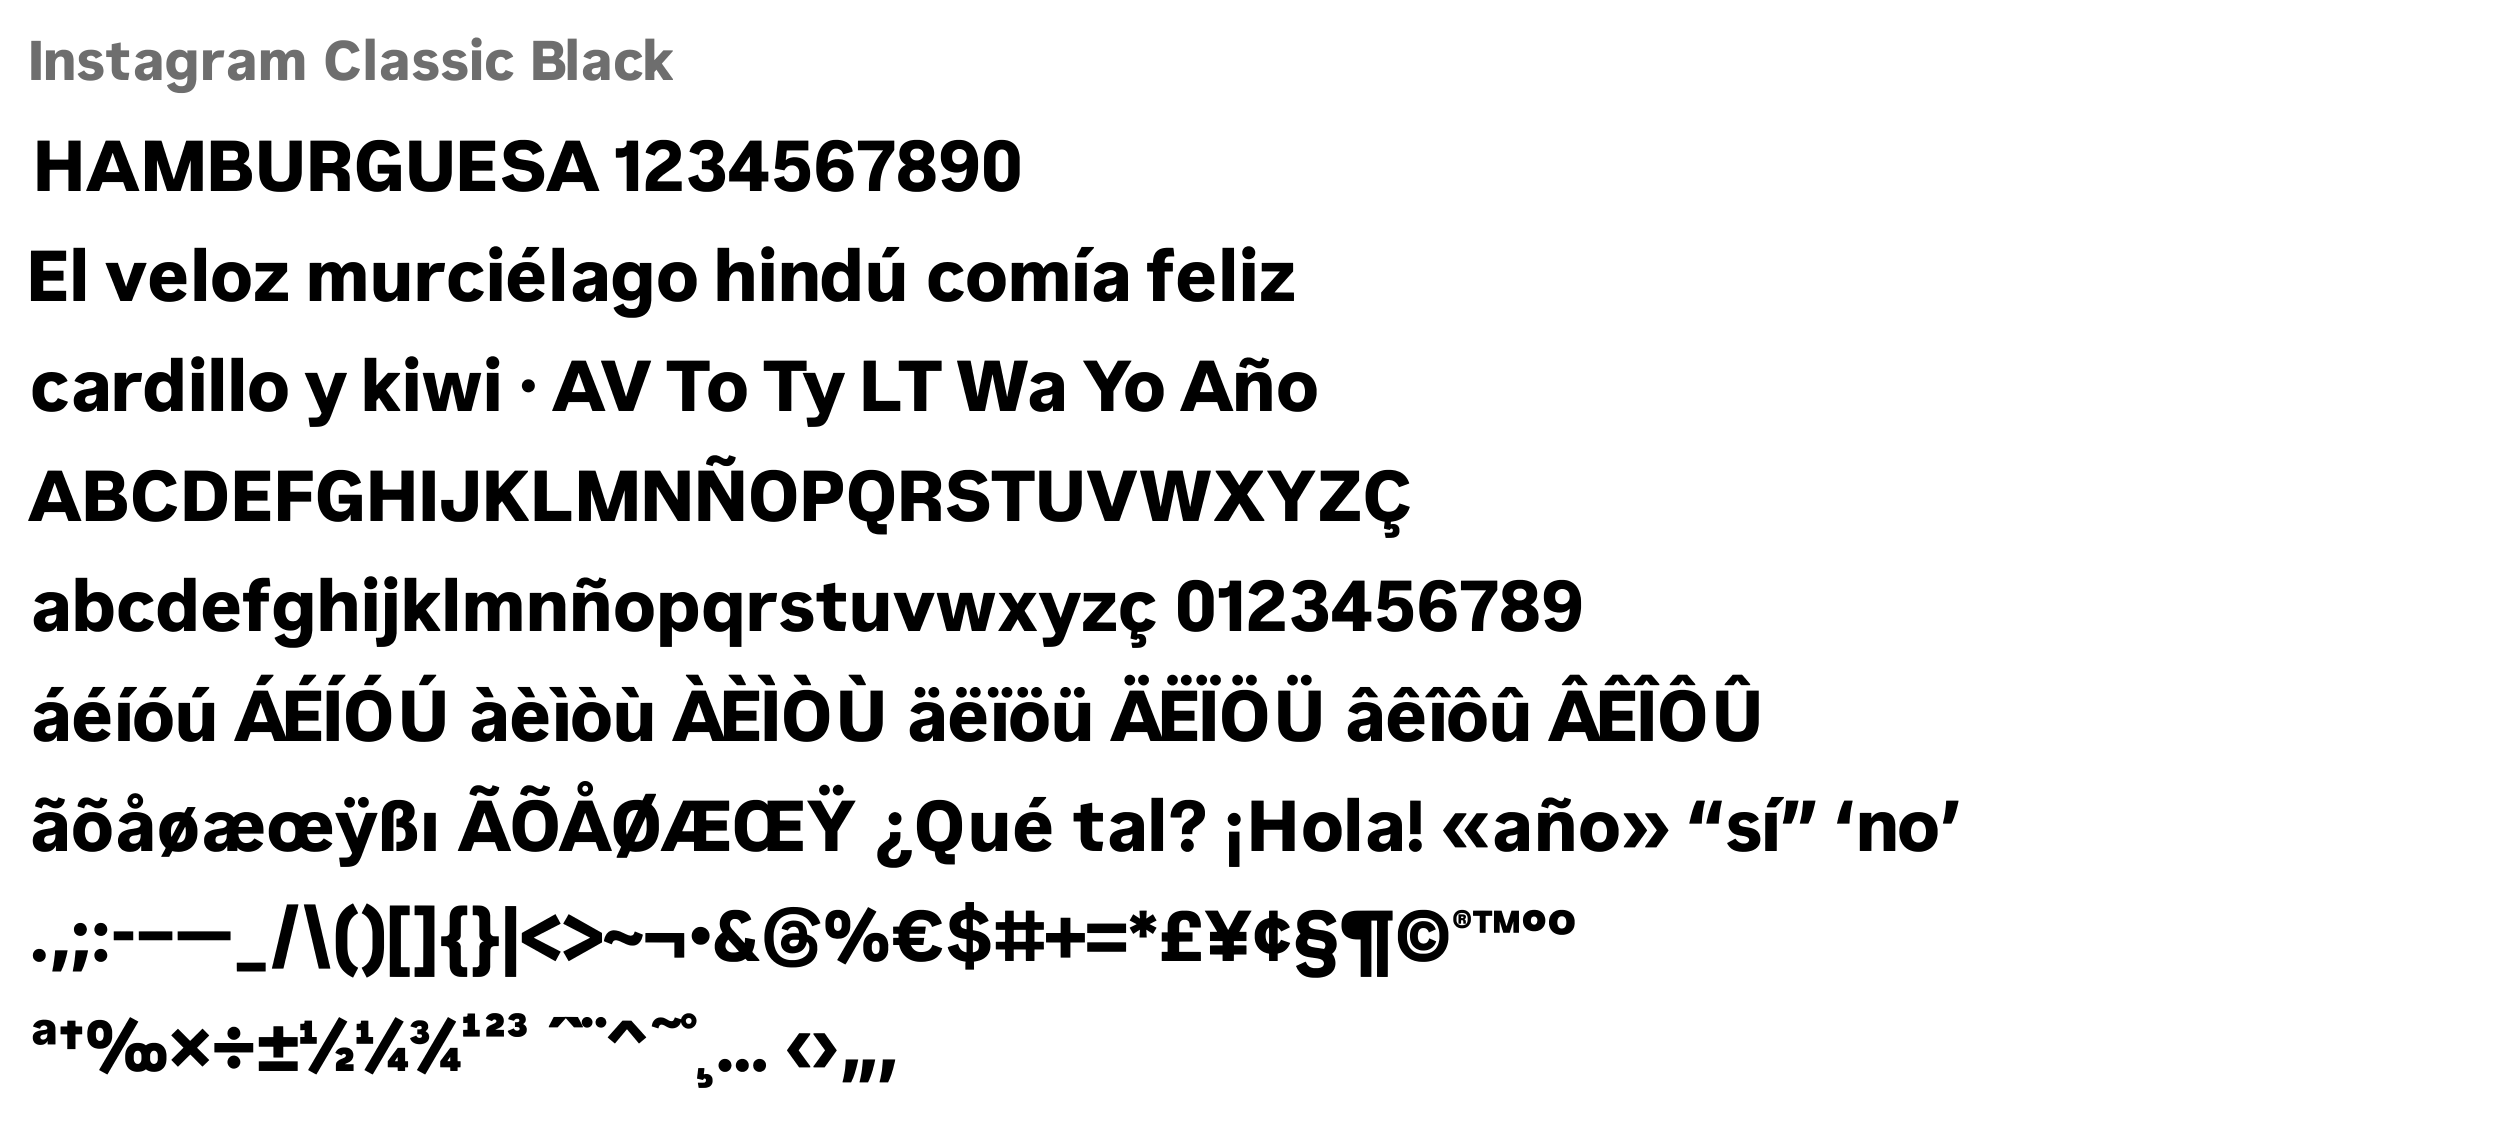 Instagram Classic Black
HAMBURGUESA 1234567890
El veloz murciélago hindú comía feliz
cardillo y kiwi · AV To Ty LT Wa Yo Año
ABCDEFGHIJKLMNÑOPQRSTUVWXYZÇ
abcdefghijklmnñopqrstuvwxyzç 0123456789
áéíóú ÁÉÍÓÚ àèìòù ÀÈÌÒÙ äëïöü ÄËÏÖÜ âêîôû ÂÊÎÔÛ
ãõåøæœÿßı ÃÕÅØÆŒŸ ¿Qué tal? ¡Hola! «año» “sí” ‘no’
.,;:-–—_/\()[]{}|<>~¬·&@%€$#+=*£¥¢§¶©®™ºº
ª†‰×÷±½¼¾¹²³ ´ˆ¨^˜°¸… ‹›„‚